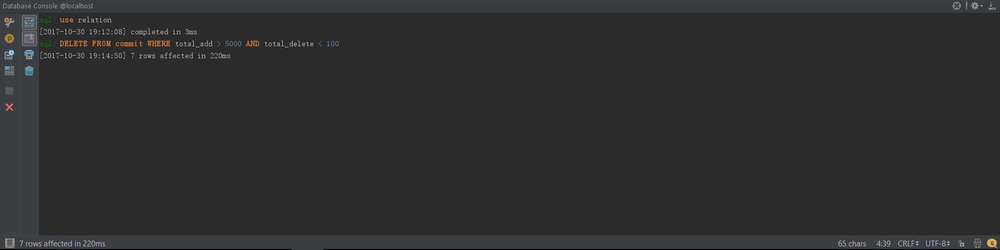 Database Console @localhost
sql> use relation
[2017-10-30 19:12:08] completed in 3ms
sql> DELETE FROM commit WHERE total_add > 5000 AND total_delete < 100
[2017-10-30 19:14:50] 7 rows affected in 220ms
P
7 rows affected in 220ms 65 chars 4:39 CRLF UTF-8 6